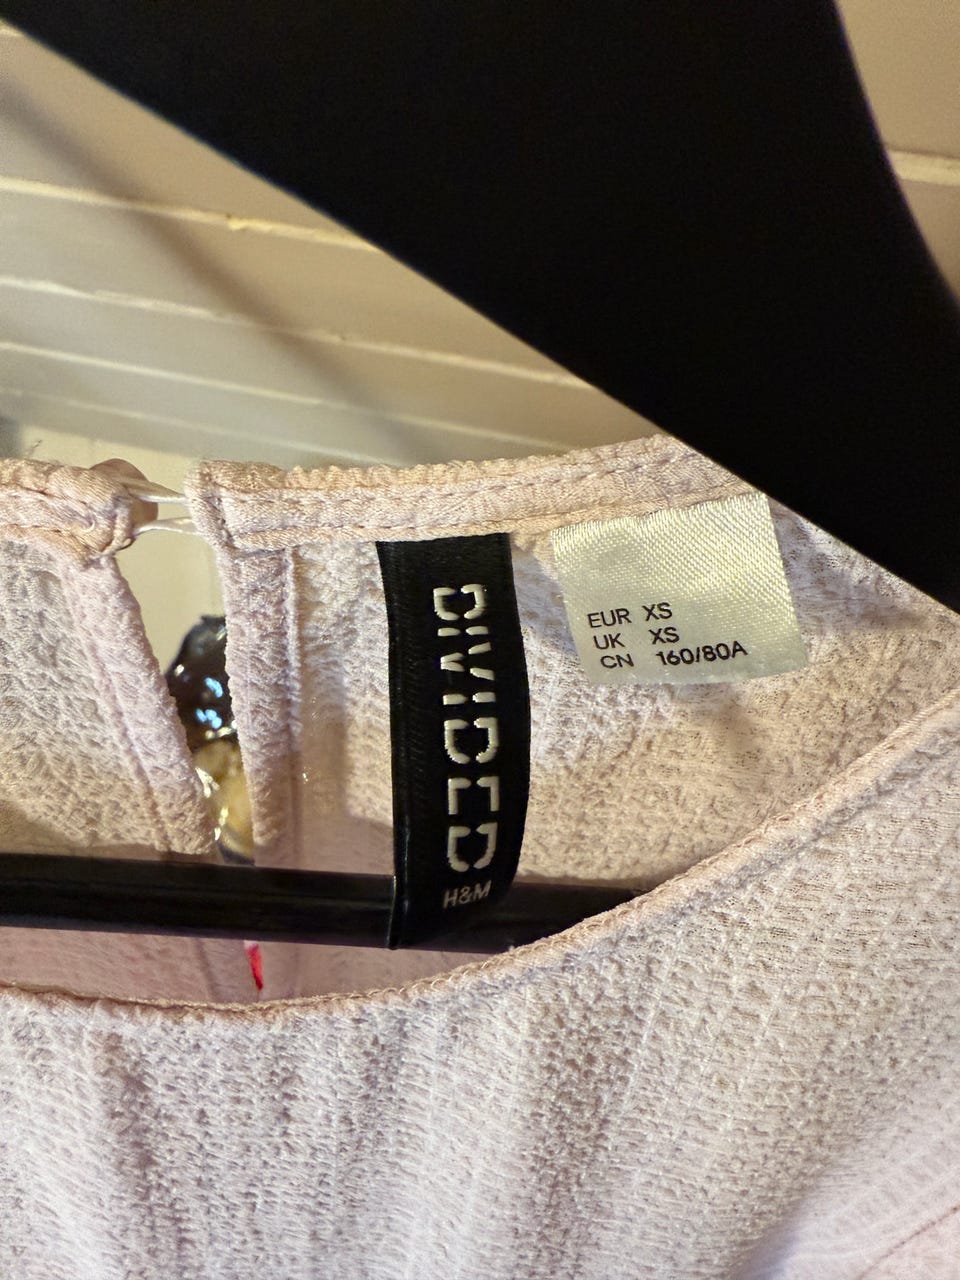 DIVIDED
H&M
EUR XS
UK XS
CN 160/80A